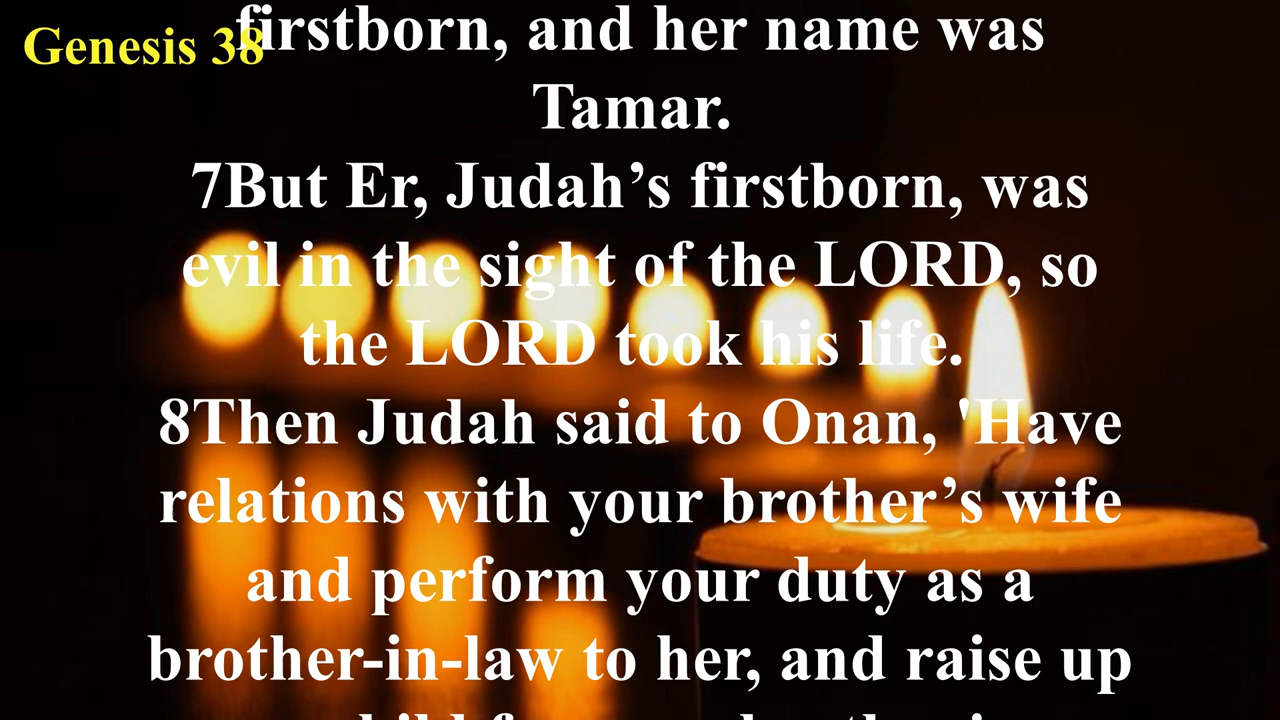 Genesis 38
firstborn, and her name was
Tamar.
7But Er, Judah’s firstborn, was
evil in the sight of the LORD, so
the LORD took his life.
8Then Judah said to Onan, 'Have
relations with your brother’s wife
and perform your duty as a
brother-in-law to her, and raise up